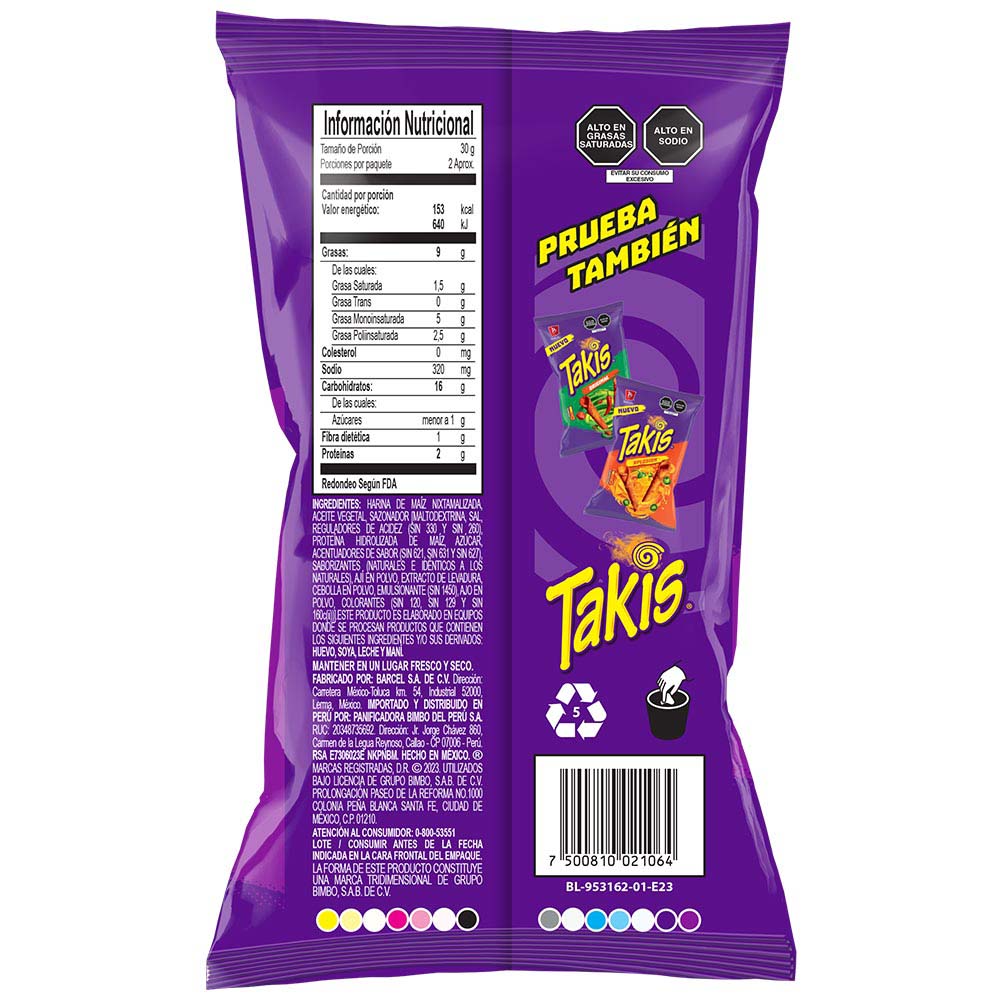 Información Nutricional
Tamaño de Porción 30 g
Porciones por paquete 2 Aprox.
Cantidad por porción
Valor energético: 153 kcal
640 kJ
Grasas: 9 g
De las cuales:
Grasa Saturada 1,5 g
Grasa Trans 0 g
Grasa Monoinsaturada 5 g
Grasa Poliinsaturada 2,5 g
Colesterol 0 mg
Sodio 320 mg
Carbohidratos: 16 g
De las cuales:
Azúcares menor a 1 g
Fibra dietética 1 g
Proteínas 2 g
Redondeo Según FDA
INGREDIENTES: HARINA DE MAÍZ NIXTAMALIZADA,
ACEITE VEGETAL, SAZONADOR (MALTODEXTRINA, SAL,
REGULADORES DE ACIDEZ (SIN 330 Y SIN 260),
PROTEÍNA HIDROLIZADA DE MAÍZ, AZÚCAR,
ACENTUADORES DE SABOR (SIN 621, SIN 631 Y SIN 627),
SABORIZANTES (NATURALES E IDÉNTICOS A LOS
NATURALES), AJÍ EN POLVO, EXTRACTO DE LEVADURA,
CEBOLLA EN POLVO, EMULSIONANTE (SIN 1450), AJO EN
POLVO, COLORANTES (SIN 120, SIN 129 Y SIN
160c(ii))).ESTE PRODUCTO ES ELABORADO EN EQUIPOS
DONDE SE PROCESAN PRODUCTOS QUE CONTIENEN
LOS SIGUIENTES INGREDIENTES Y/O SUS DERIVADOS:
HUEVO, SOYA, LECHE Y MANÍ.
MANTENER EN UN LUGAR FRESCO Y SECO.
FABRICADO POR: BARCEL S.A. DE C.V. Dirección:
Carretera México-Toluca km. 54, Industrial 52000,
Lerma, México. IMPORTADO Y DISTRIBUIDO EN
PERÚ POR: PANIFICADORA BIMBO DEL PERÚ S.A.
RUC: 20348735692. Dirección: Jr. Jorge Chávez 860,
Carmen de la Legua Reynoso, Callao - CP 07006 - Perú.
RSA E7306023E NKPNBM. HECHO EN MÉXICO. ®
MARCAS REGISTRADAS, D.R. © 2023. UTILIZADOS
BAJO LICENCIA DE GRUPO BIMBO, S.A.B. DE C.V.
PROLONGACIÓN PASEO DE LA REFORMA NO.1000
COLONIA PEÑA BLANCA SANTA FE, CIUDAD DE
MÉXICO, C.P. 01210.
ATENCIÓN AL CONSUMIDOR: 0-800-53551
LOTE / CONSUMIR ANTES DE LA FECHA
INDICADA EN LA CARA FRONTAL DEL EMPAQUE.
LA FORMA DE ESTE PRODUCTO CONSTITUYE
UNA MARCA TRIDIMENSIONAL DE GRUPO
BIMBO, S.A.B. DE C.V.
ALTO EN
GRASAS
SATURADAS
ALTO EN
SODIO
EVITAR SU CONSUMO
EXCESIVO
PRUEBA
TAMBIÉN
NUEVO
Takis
ORIGINAL
NUEVO
Takis
XPLOSION
Takis®
5
7 500810 021064
BL-953162-01-E23